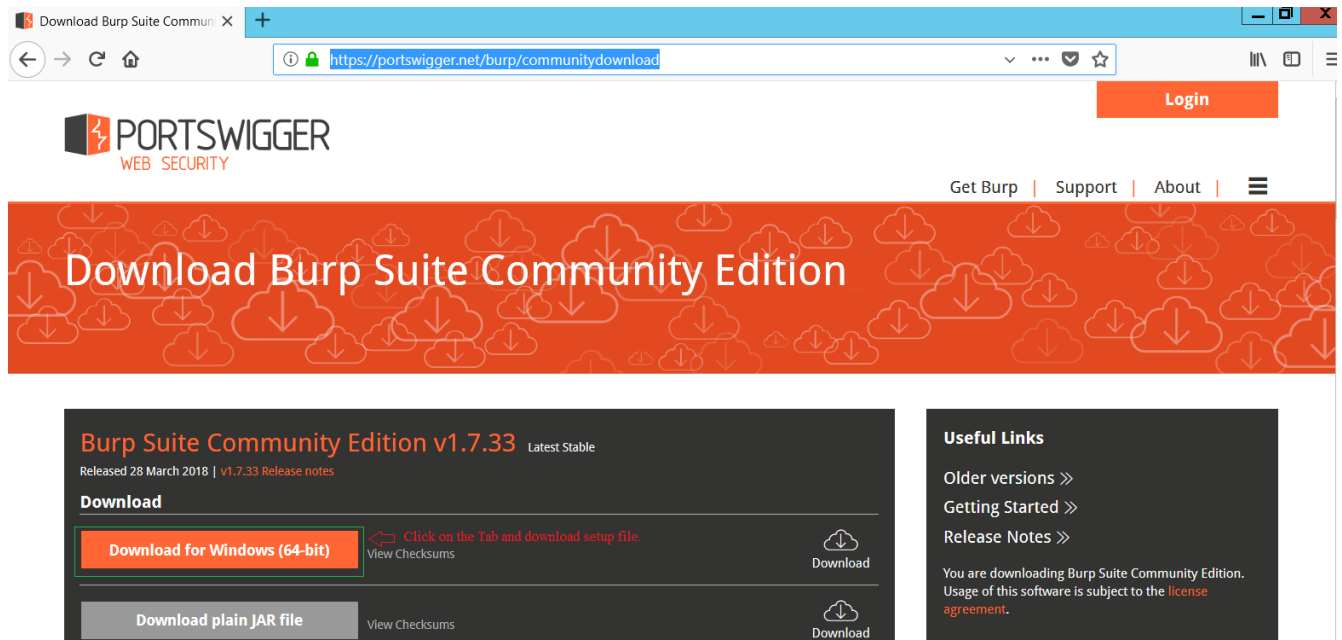 Download Burp Suite Commun
https://portswigger.net/burp/communitydownload
Login
PORTSWIGGER
WEB SECURITY
Get Burp | Support | About |
Download Burp Suite Community Edition
Burp Suite Community Edition v1.7.33 Latest Stable
Released 28 March 2018 | v1.7.33 Release notes
Download
Download for Windows (64-bit)
Click on the Tab and download setup file.
View Checksums
Download
Download plain JAR file
View Checksums
Download
Useful Links
Older versions
Getting Started
Release Notes
You are downloading Burp Suite Community Edition.
Usage of this software is subject to the license
agreement.